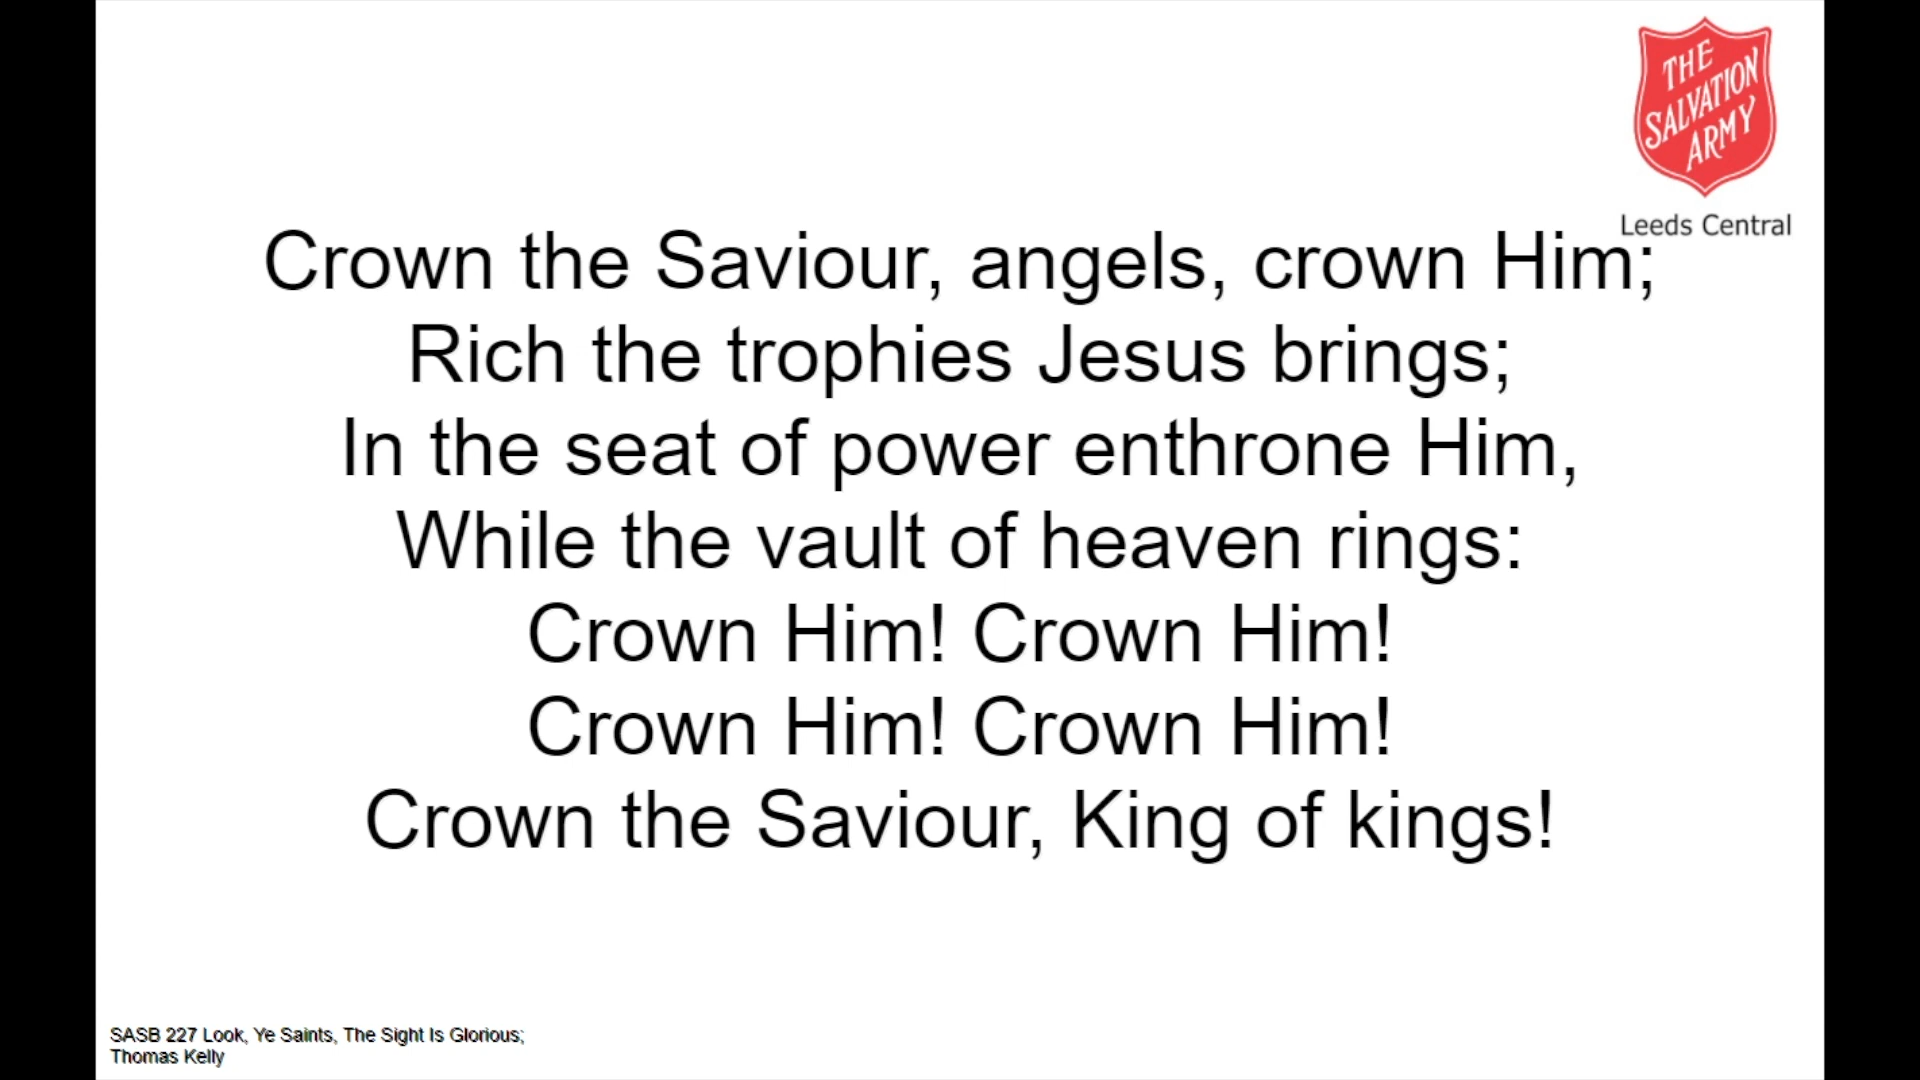 THE
SALVATION
ARMY
Leeds Central
Crown the Saviour, angels, crown Him;
Rich the trophies Jesus brings;
In the seat of power enthrone Him,
While the vault of heaven rings:
Crown Him! Crown Him!
Crown Him! Crown Him!
Crown the Saviour, King of kings!
SASB 227 Look, Ye Saints, The Sight Is Glorious;
Thomas Kelly